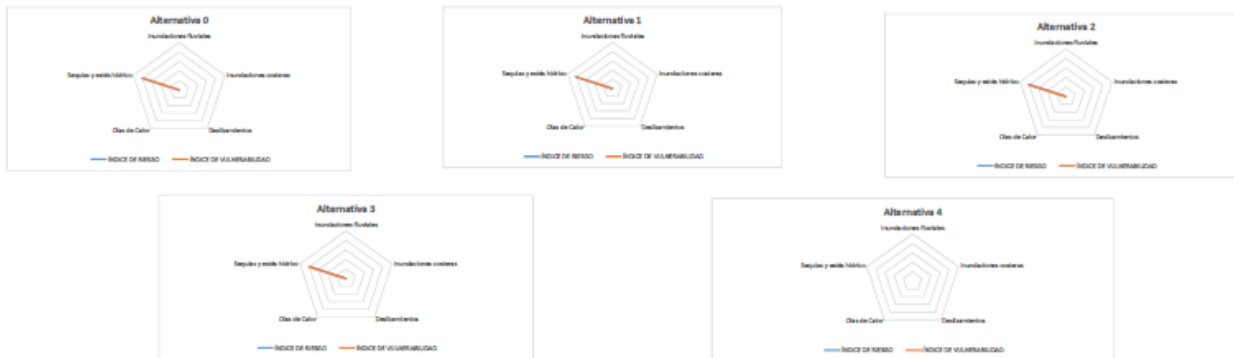 Alternativa 0
Inundaciones fluviales
Sequías y estrés hídrico
Inundaciones costeras
Olas de Calor
Deslizamientos
ÍNDICE DE RIESGO
ÍNDICE DE VULNERABILIDAD
Alternativa 1
Inundaciones fluviales
Sequías y estrés hídrico
Inundaciones costeras
Olas de Calor
Deslizamientos
ÍNDICE DE RIESGO
ÍNDICE DE VULNERABILIDAD
Alternativa 2
Inundaciones fluviales
Sequías y estrés hídrico
Inundaciones costeras
Olas de Calor
Deslizamientos
ÍNDICE DE RIESGO
ÍNDICE DE VULNERABILIDAD
Alternativa 3
Inundaciones fluviales
Sequías y estrés hídrico
Inundaciones costeras
Olas de Calor
Deslizamientos
ÍNDICE DE RIESGO
ÍNDICE DE VULNERABILIDAD
Alternativa 4
Inundaciones fluviales
Sequías y estrés hídrico
Inundaciones costeras
Olas de Calor
Deslizamientos
ÍNDICE DE RIESGO
ÍNDICE DE VULNERABILIDAD